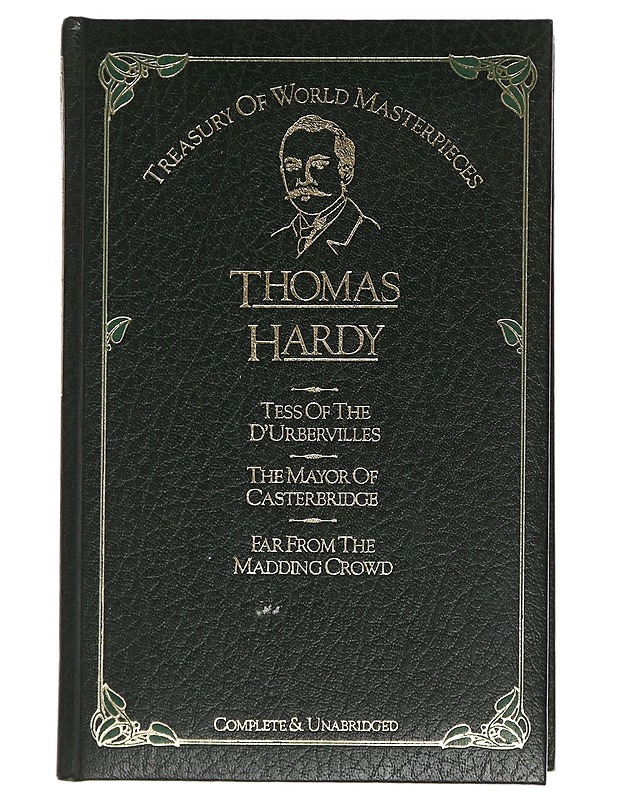 Treasury Of World Masterpieces
THOMAS
HARDY
TESS OF THE
D'URBERVILLES
THE MAYOR OF
CASTERBRIDGE
FAR FROM THE
MADDING CROWD
COMPLETE & UNABRIDGED